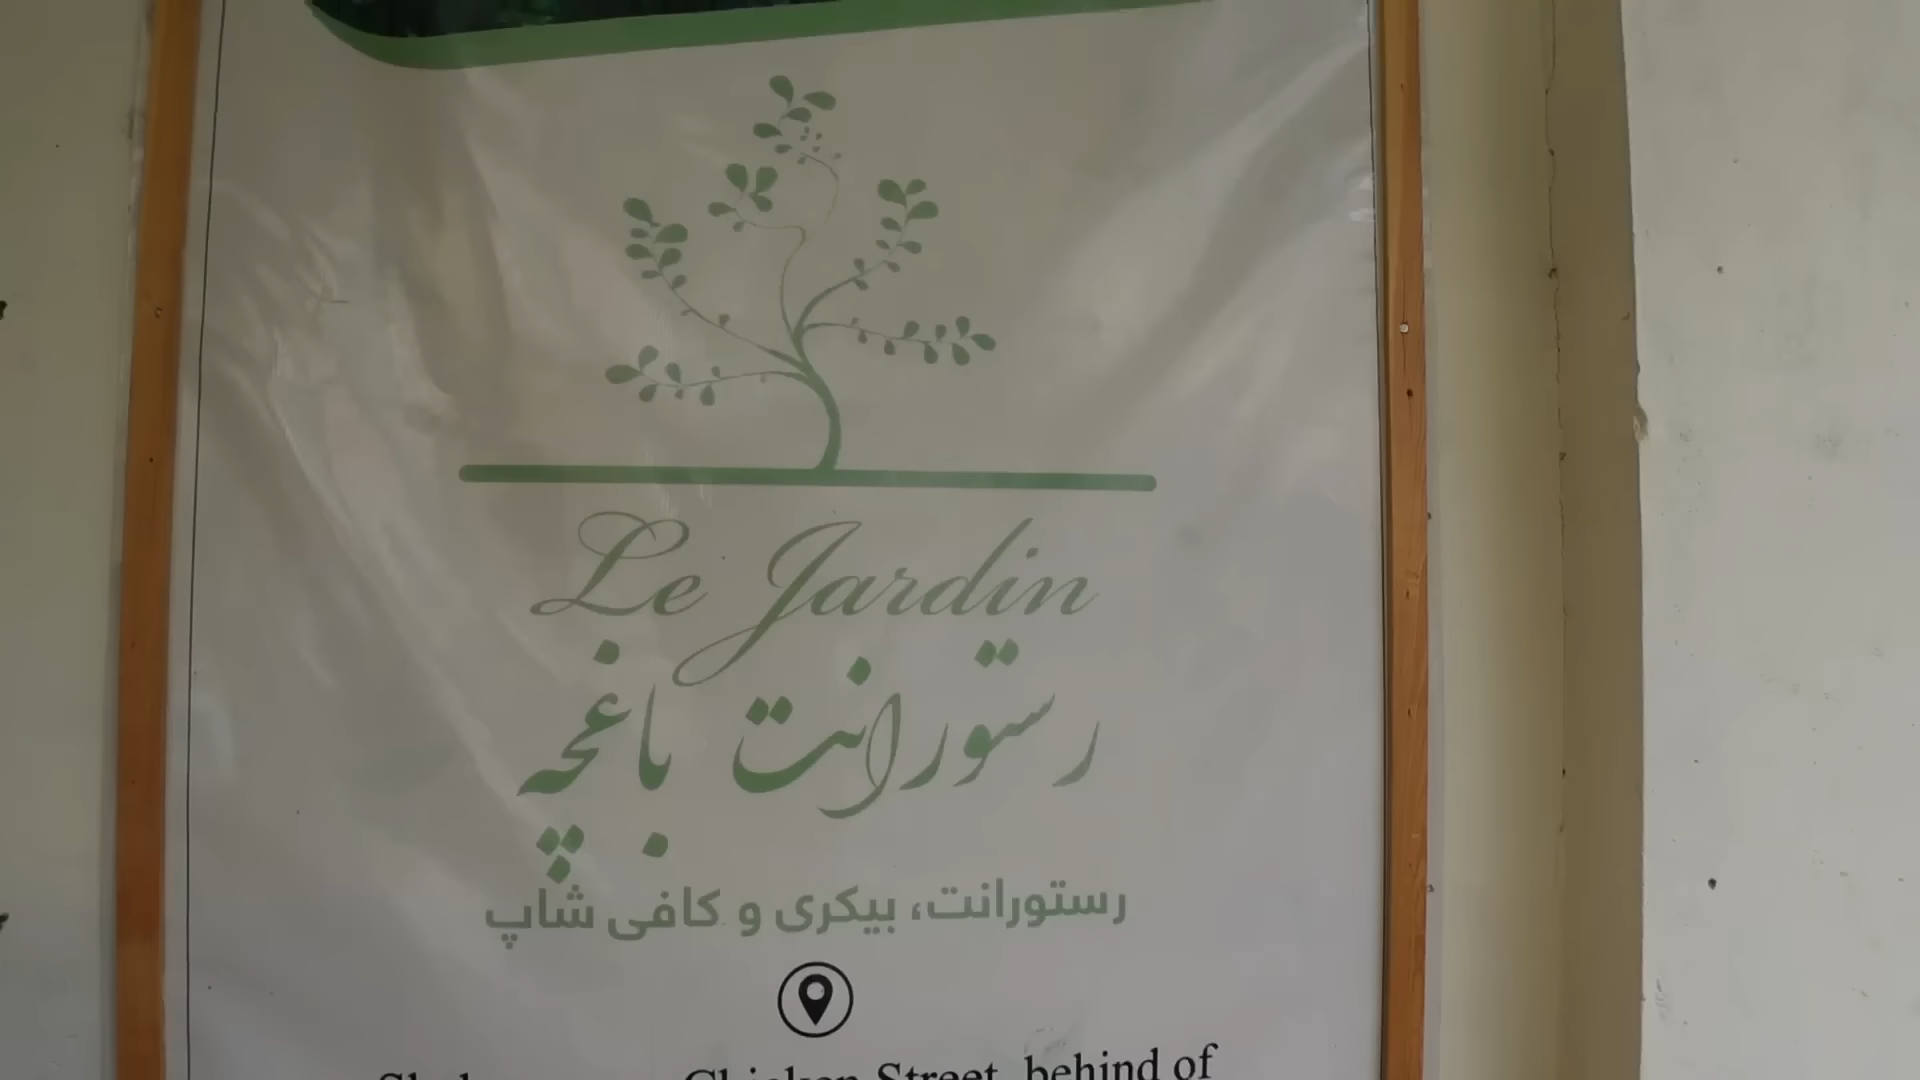 Le Jardin
رستورانت باغچه
رستورانت، بیکری و کافی شاپ
Chicken Street, behind of